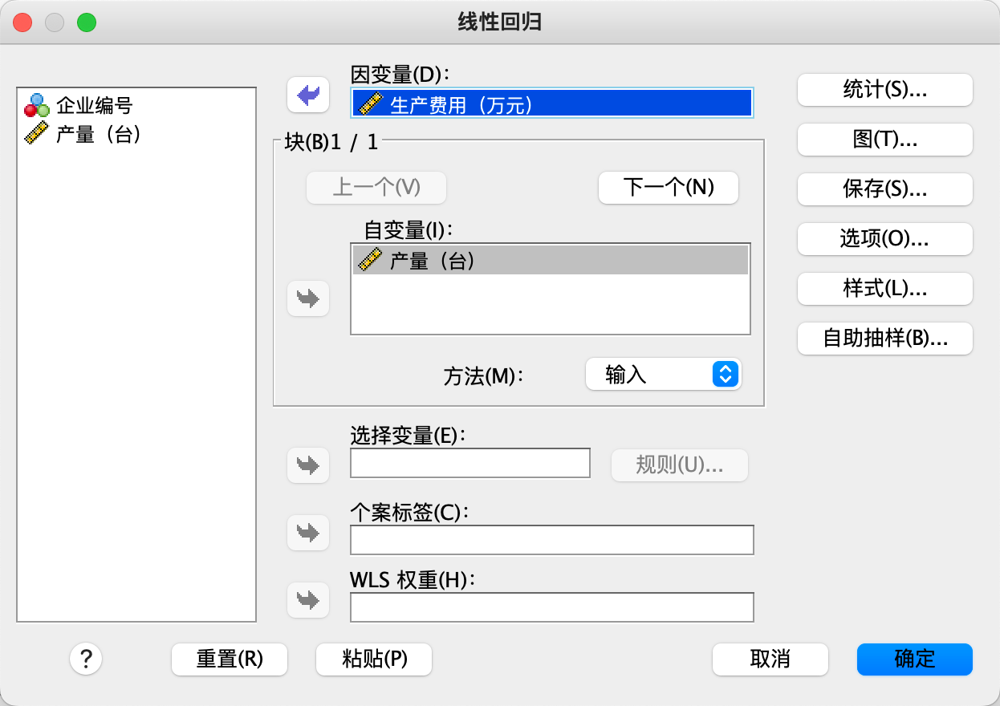 线性回归
企业编号
产量（台）
因变量(D)：
生产费用（万元）
块(B)1 / 1
上一个(V)
下一个(N)
自变量(I)：
产量（台）
方法(M)：
输入
选择变量(E)：
规则(U)...
个案标签(C)：
WLS 权重(H)：
统计(S)...
图(T)...
保存(S)...
选项(O)...
样式(L)...
自助抽样(B)...
?
重置(R)
粘贴(P)
取消
确定